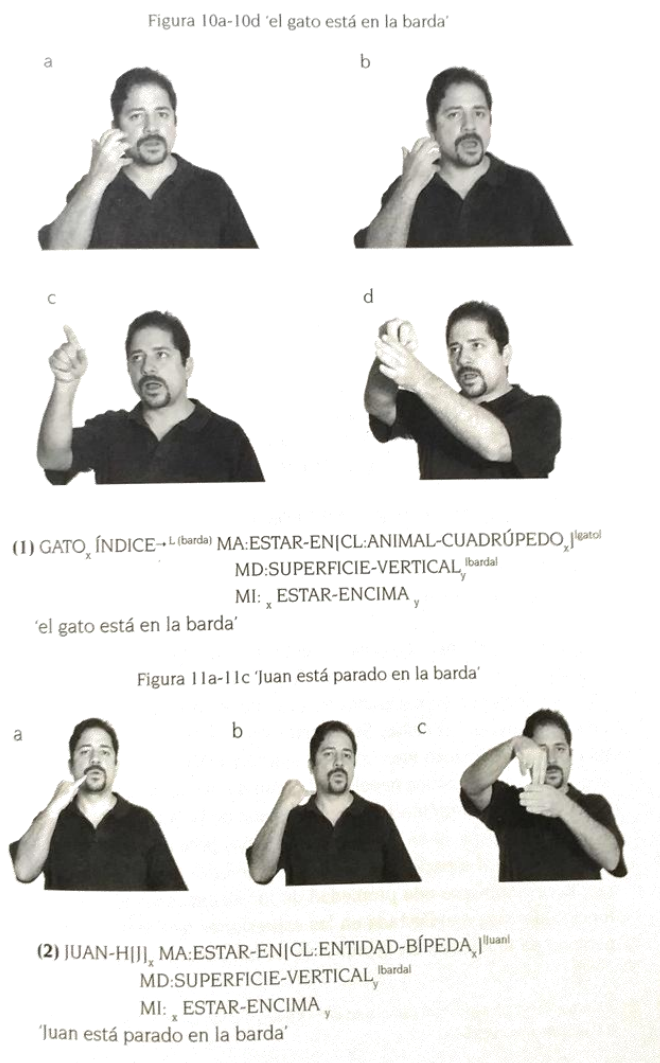 Figura 10a-10d ‘el gato está en la barda’
a
b
c
d
(1) GATOₓ ÍNDICE→ᴸ⁽ᵇᵃʳᵈᵃ⁾ MA:ESTAR-EN[CL:ANIMAL-CUADRÚPEDOₓ]|gato|
MD:SUPERFICIE-VERTICALy|barda|
MI: ₓ ESTAR-ENCIMA y
‘el gato está en la barda’
Figura 11a-11c ‘Juan está parado en la barda’
a
b
c
(2) JUAN-H[J]ₓ MA:ESTAR-EN[CL:ENTIDAD-BÍPEDAₓ]|Juan|
MD:SUPERFICIE-VERTICALy|barda|
MI: ₓ ESTAR-ENCIMA y
‘Juan está parado en la barda’